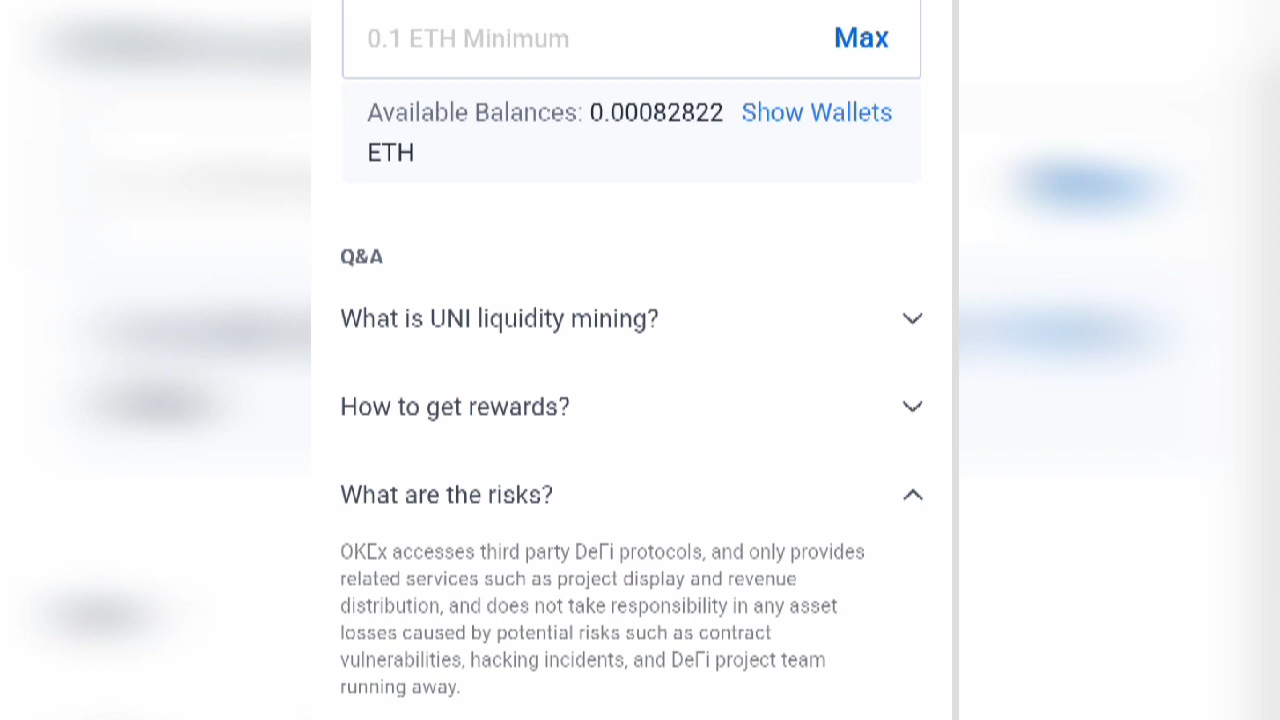 0.1 ETH Minimum Max
Available Balances: 0.00082822 Show Wallets
ETH
Q&A
What is UNI liquidity mining?
How to get rewards?
What are the risks?
OKEx accesses third party DeFi protocols, and only provides
related services such as project display and revenue
distribution, and does not take responsibility in any asset
losses caused by potential risks such as contract
vulnerabilities, hacking incidents, and DeFi project team
running away.